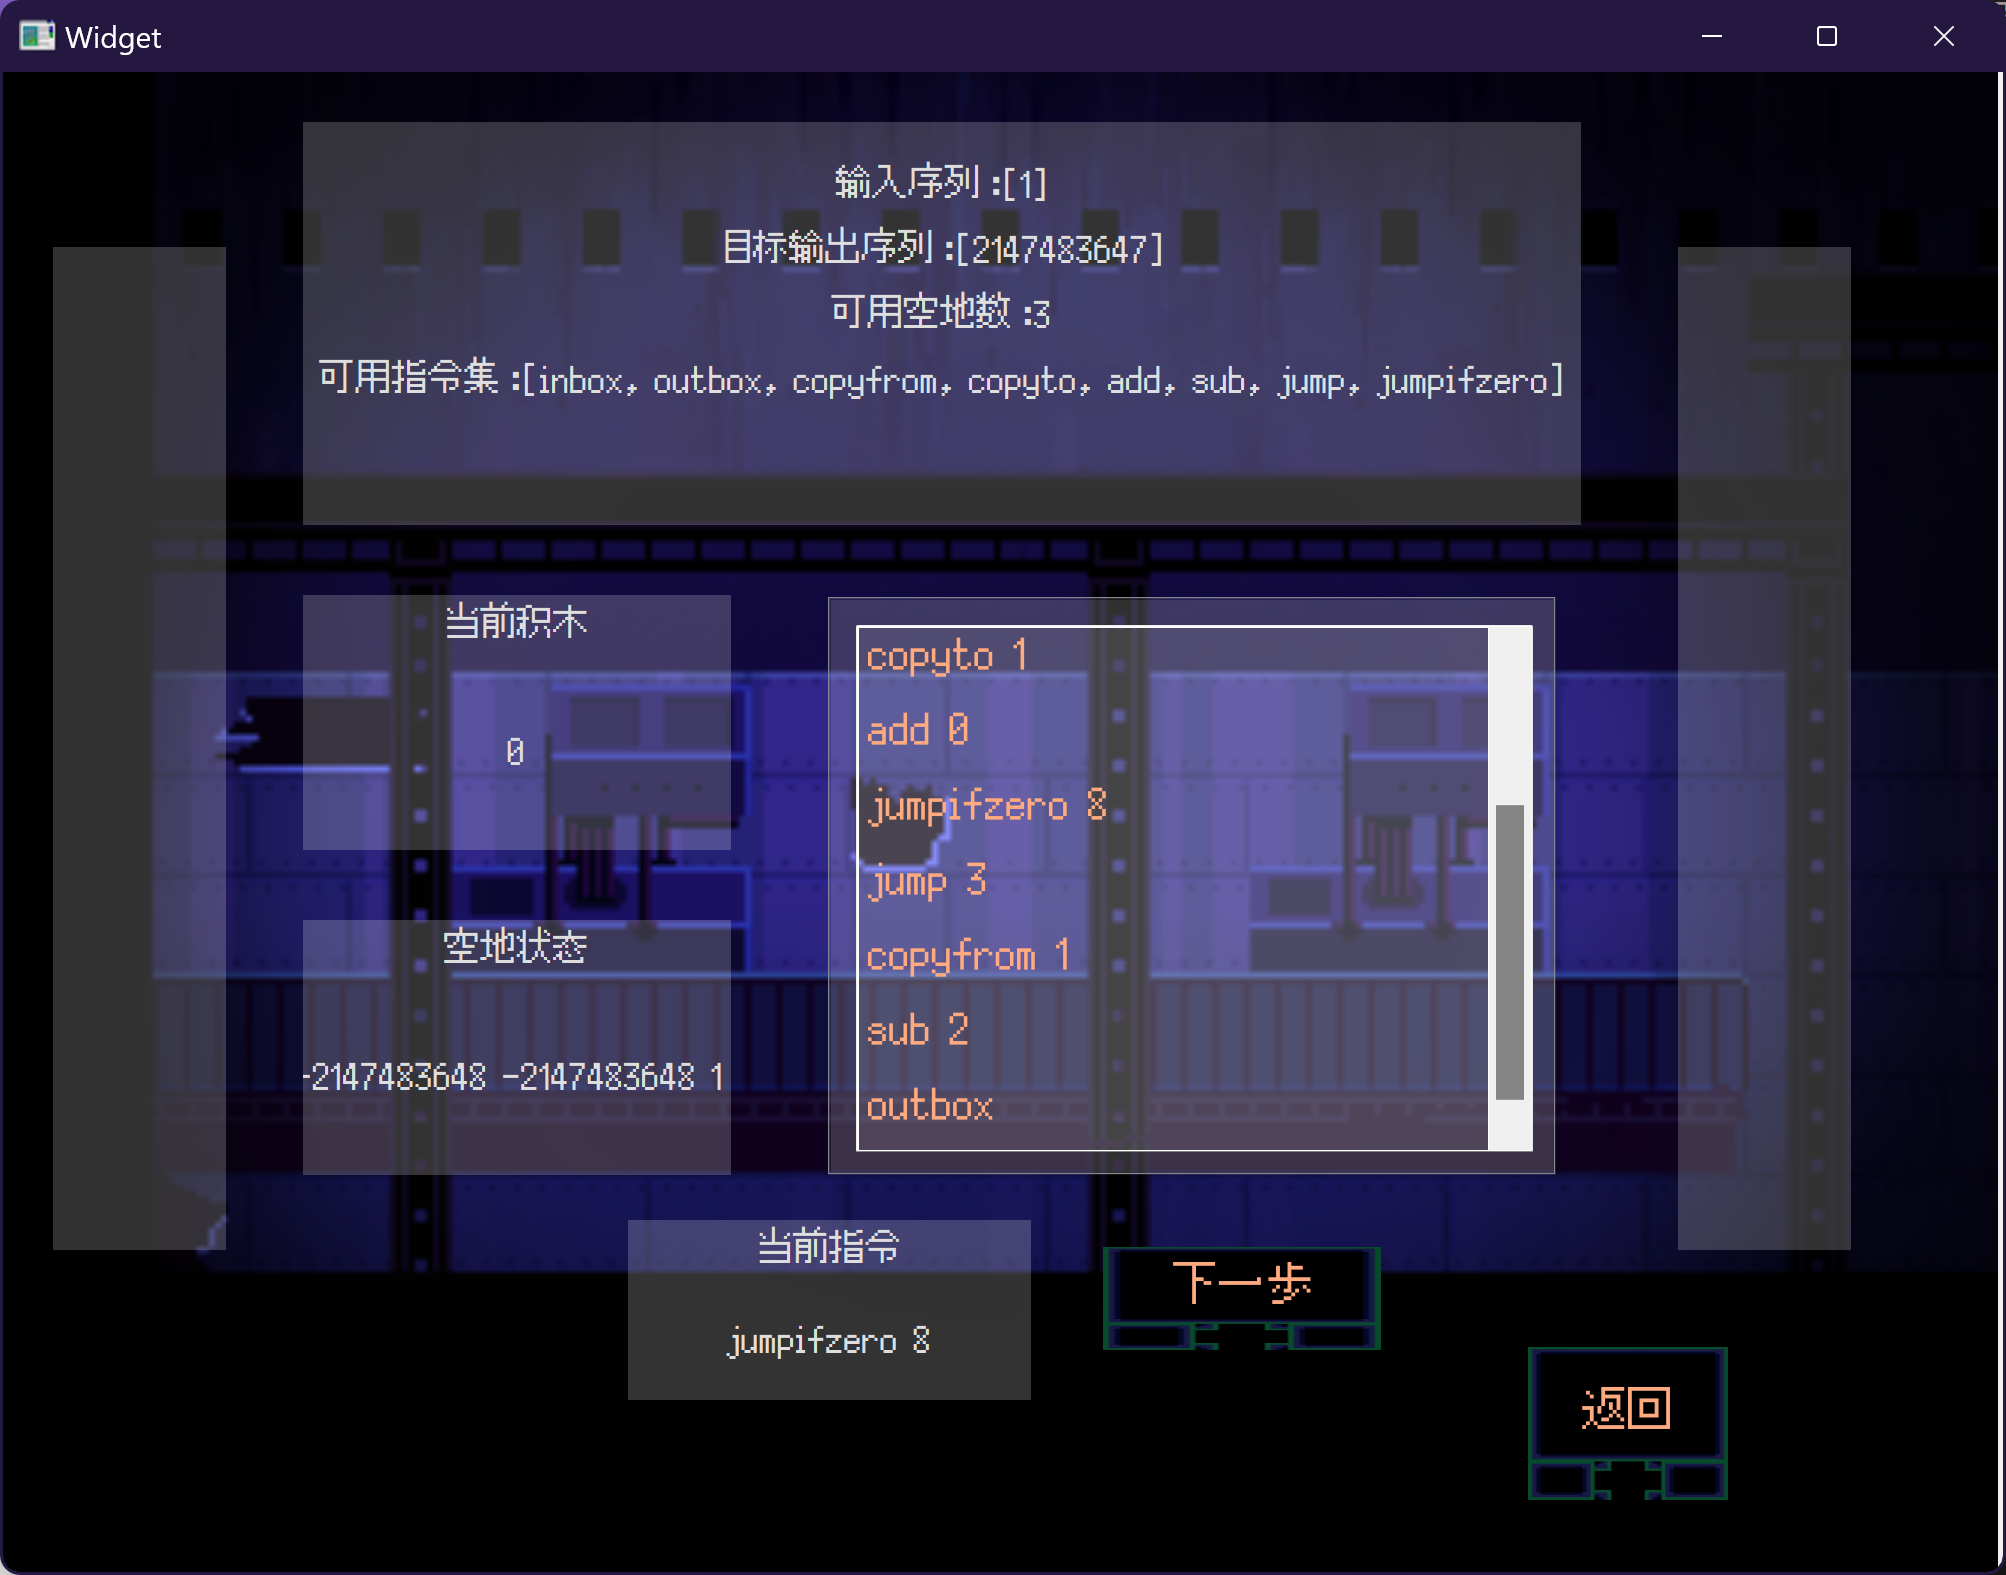 Widget
输入序列 :[1]
目标输出序列 :[2147483647]
可用空地数 :3
可用指令集 :[inbox, outbox, copyfrom, copyto, add, sub, jump, jumpifzero]
当前积木
0
空地状态
-2147483648 -2147483648 1
copyto 1
add 0
jumpifzero 8
jump 3
copyfrom 1
sub 2
outbox
当前指令
jumpifzero 8
下一步
返回